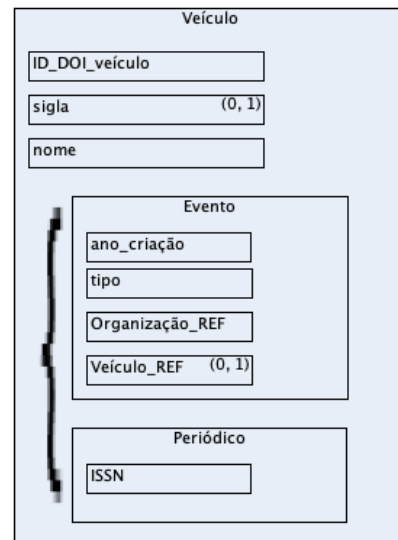 Veículo
ID_DOI_veículo
sigla (0, 1)
nome
Evento
ano_criação
tipo
Organização_REF
Veículo_REF (0, 1)
Periódico
ISSN